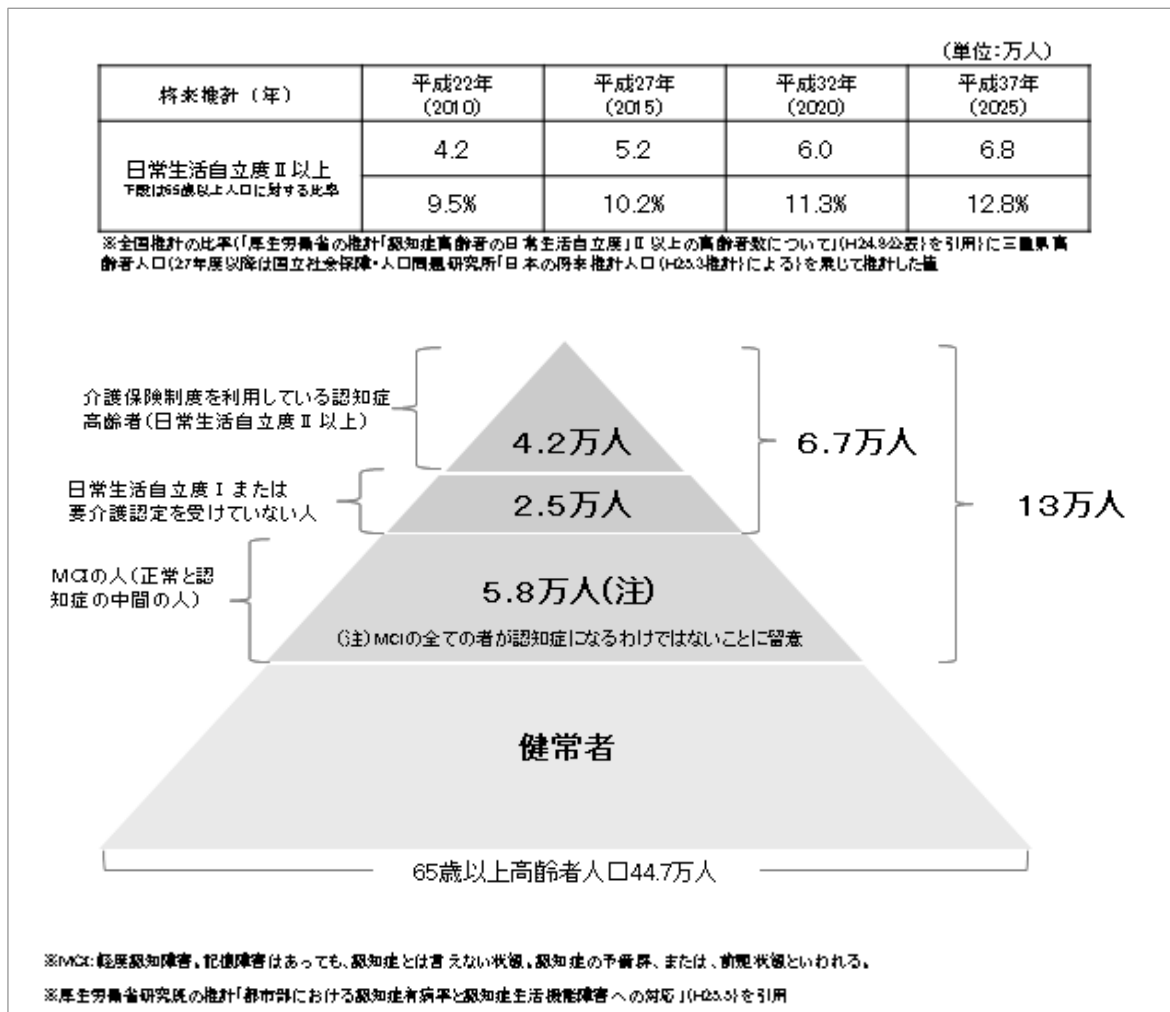 (単位:万人)
将来推計(年)
平成22年
(2010)
平成27年
(2015)
平成32年
(2020)
平成37年
(2025)
日常生活自立度Ⅱ以上
下段は65歳以上人口に対する比率
4.2
5.2
6.0
6.8
9.5%
10.2%
11.3%
12.8%
※全国推計の比率(「厚生労働省の推計「認知症高齢者の日常生活自立度」Ⅱ以上の高齢者数について」(H24.8公表)を引用)に三重県高
齢者人口(27年度以降は国立社会保障・人口問題研究所「日本の将来推計人口(H25.3推計)による)を乗じて推計した値
介護保険制度を利用している認知症
高齢者(日常生活自立度Ⅱ以上)
4.2万人
6.7万人
日常生活自立度Ⅰまたは
要介護認定を受けていない人
2.5万人
13万人
MCIの人(正常と認
知症の中間の人)
5.8万人(注)
(注)MCIの全ての者が認知症になるわけではないことに留意
健常者
65歳以上高齢者人口44.7万人
※MCI:軽度認知障害。記憶障害はあっても、認知症とは言えない状態。認知症の予備群、または、前駆状態といわれる。
※厚生労働省研究班の推計「都市部における認知症有病率と認知症生活機能障害への対応」(H25.5)を引用